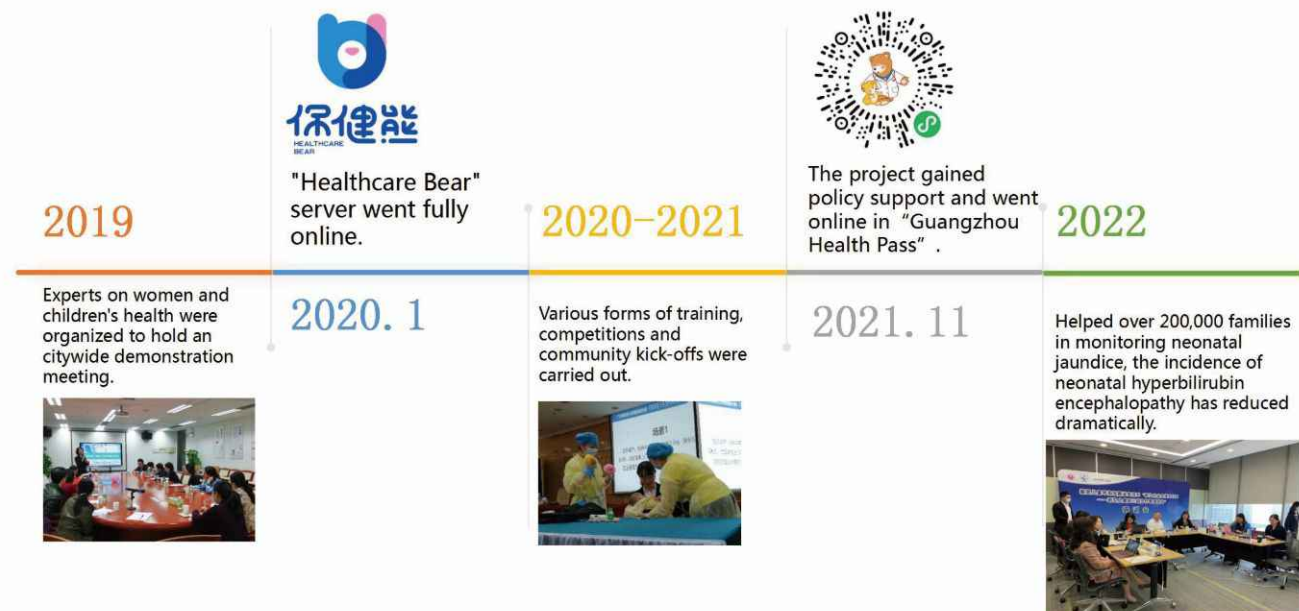 保健熊
HEALTHCARE
BEAR
"Healthcare Bear"
server went fully
online.
The project gained
policy support and went
online in “Guangzhou
Health Pass”.
2019
2020-2021
2022
Experts on women and
children's health were
organized to hold an
citywide demonstration
meeting.
2020. 1
Various forms of training,
competitions and
community kick-offs were
carried out.
2021. 11
Helped over 200,000 families
in monitoring neonatal
jaundice, the incidence of
neonatal hyperbilirubin
encephalopathy has reduced
dramatically.